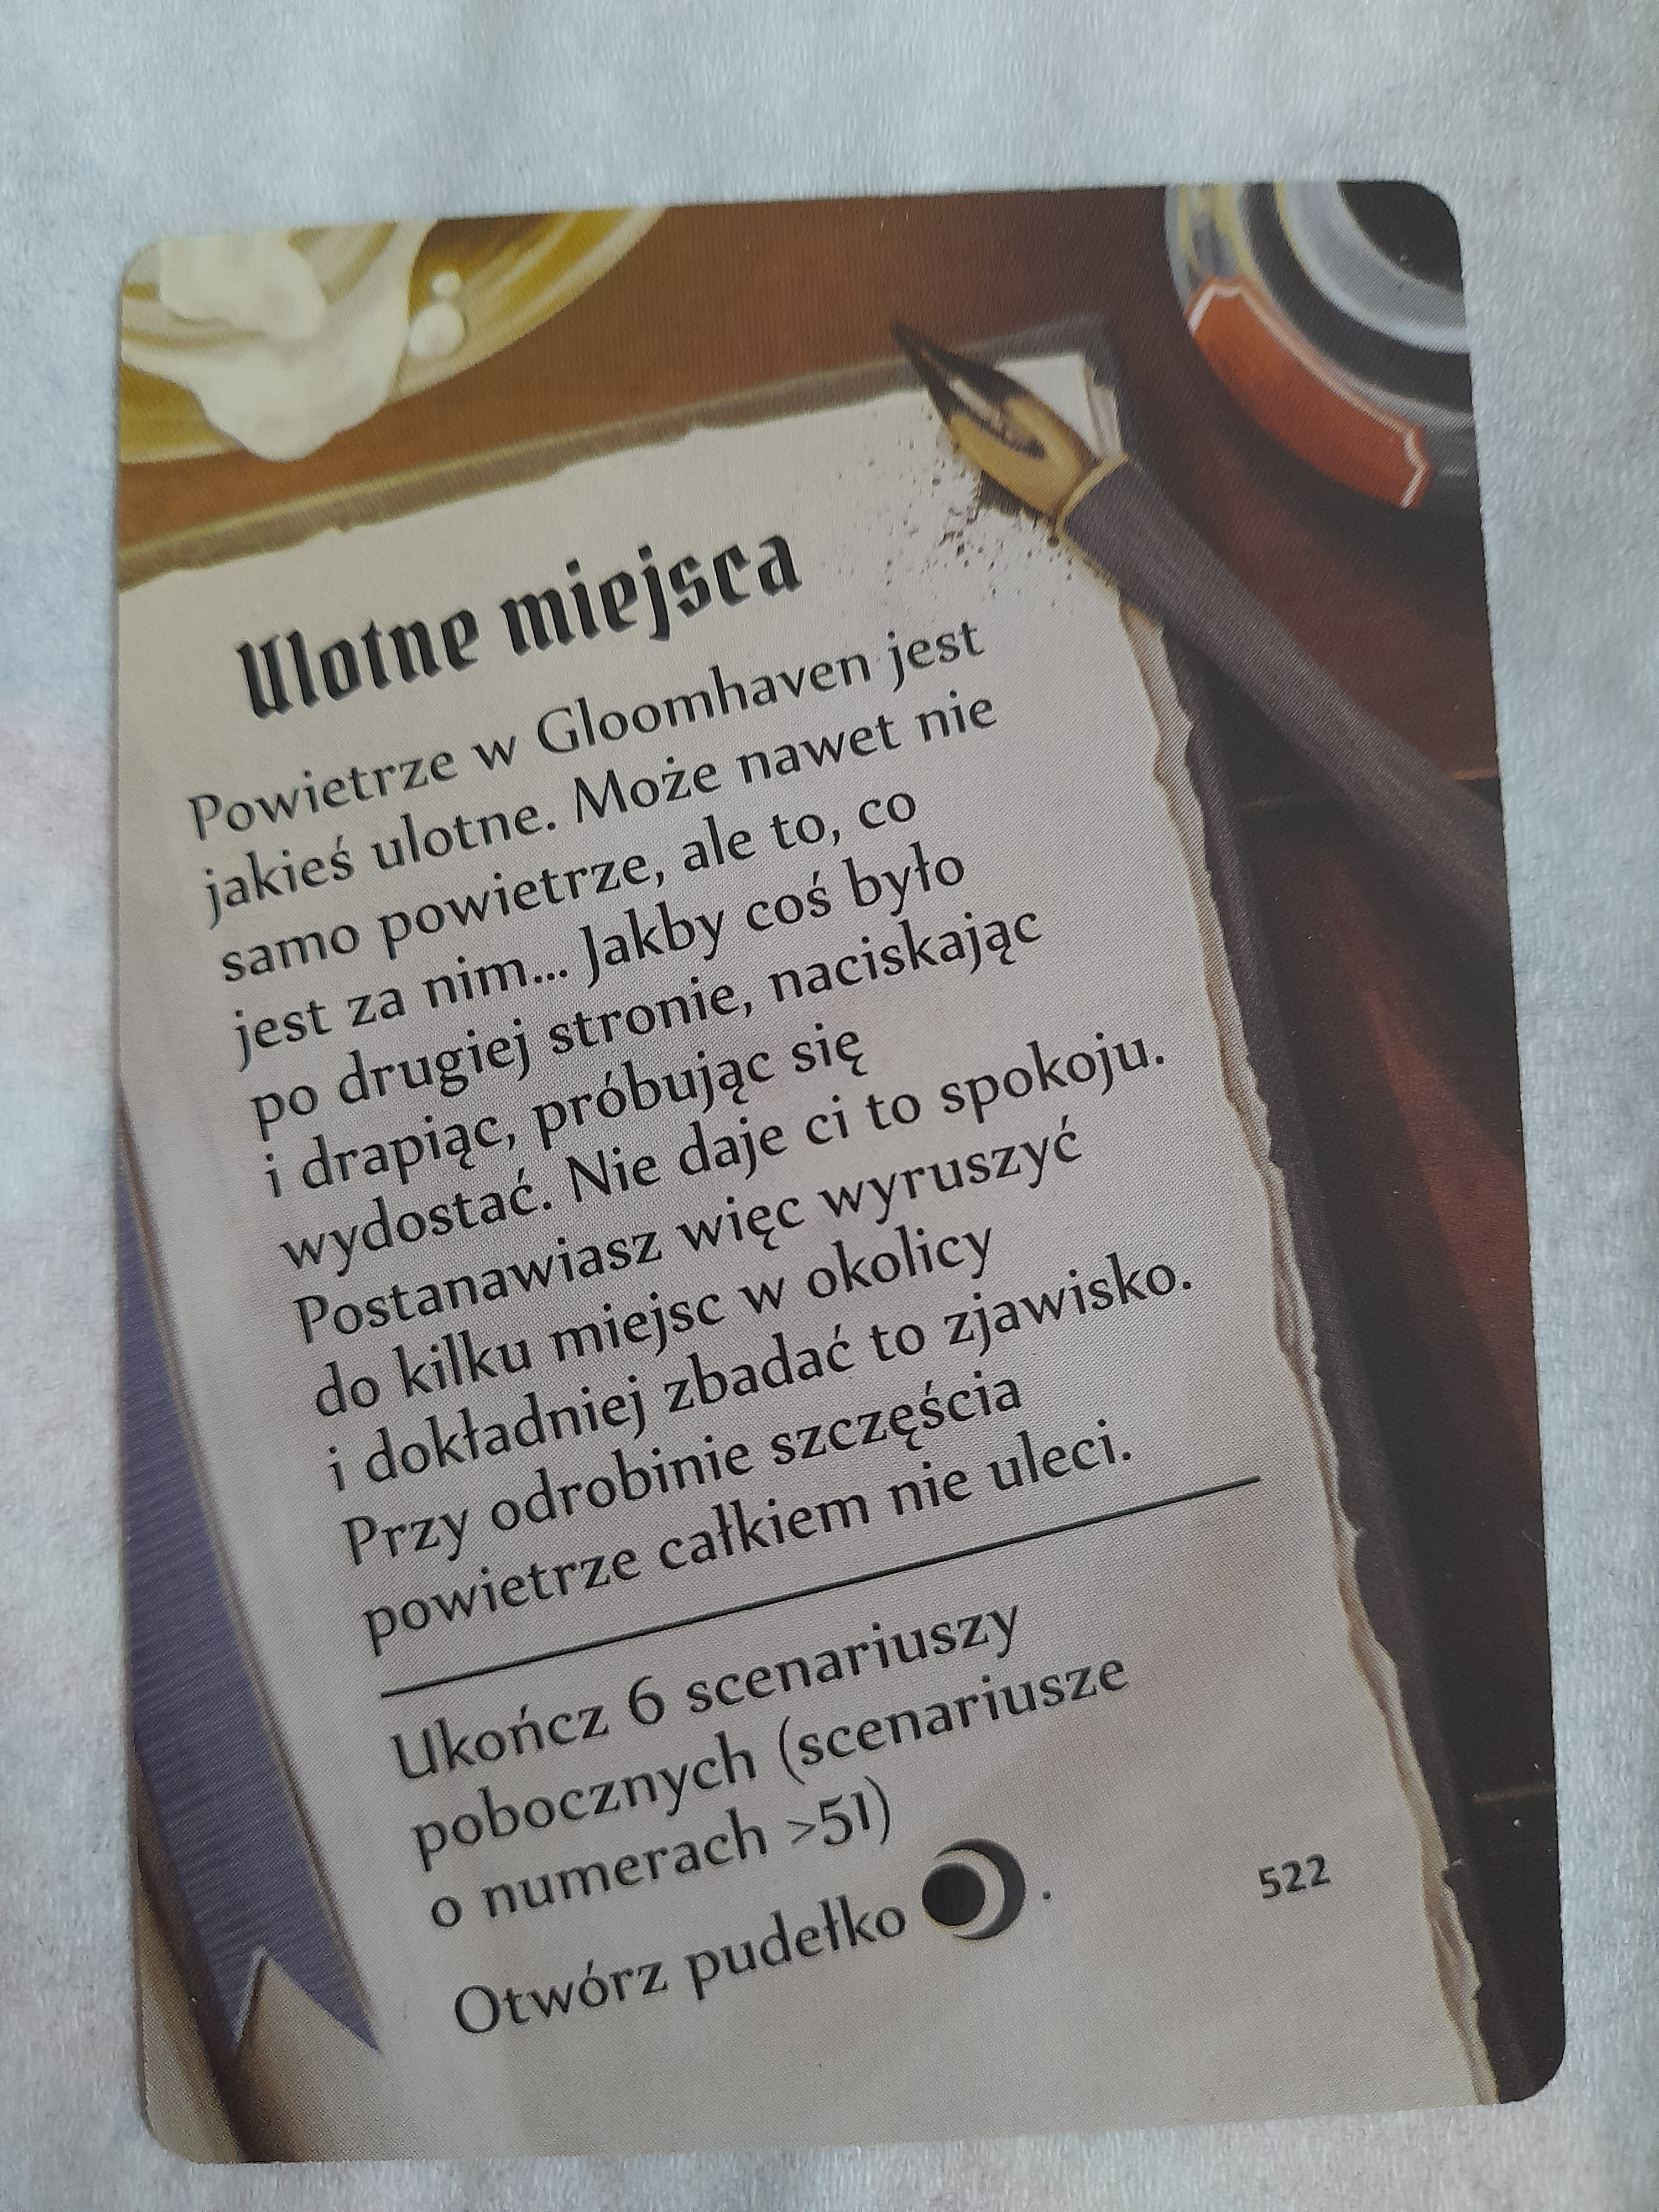 Ulotne miejsca
Powietrze w Gloomhaven jest
jakieś ulotne. Może nawet nie
samo powietrze, ale to, co
jest za nim... Jakby coś było
po drugiej stronie, naciskając
i drapiąc, próbując się
wydostać. Nie daje ci to spokoju.
Postanawiasz więc wyruszyć
do kilku miejsc w okolicy
i dokładniej zbadać to zjawisko.
Przy odrobinie szczęścia
powietrze całkiem nie uleci.
Ukończ 6 scenariuszy
pobocznych (scenariusze
o numerach >51)
Otwórz pudełko .
522